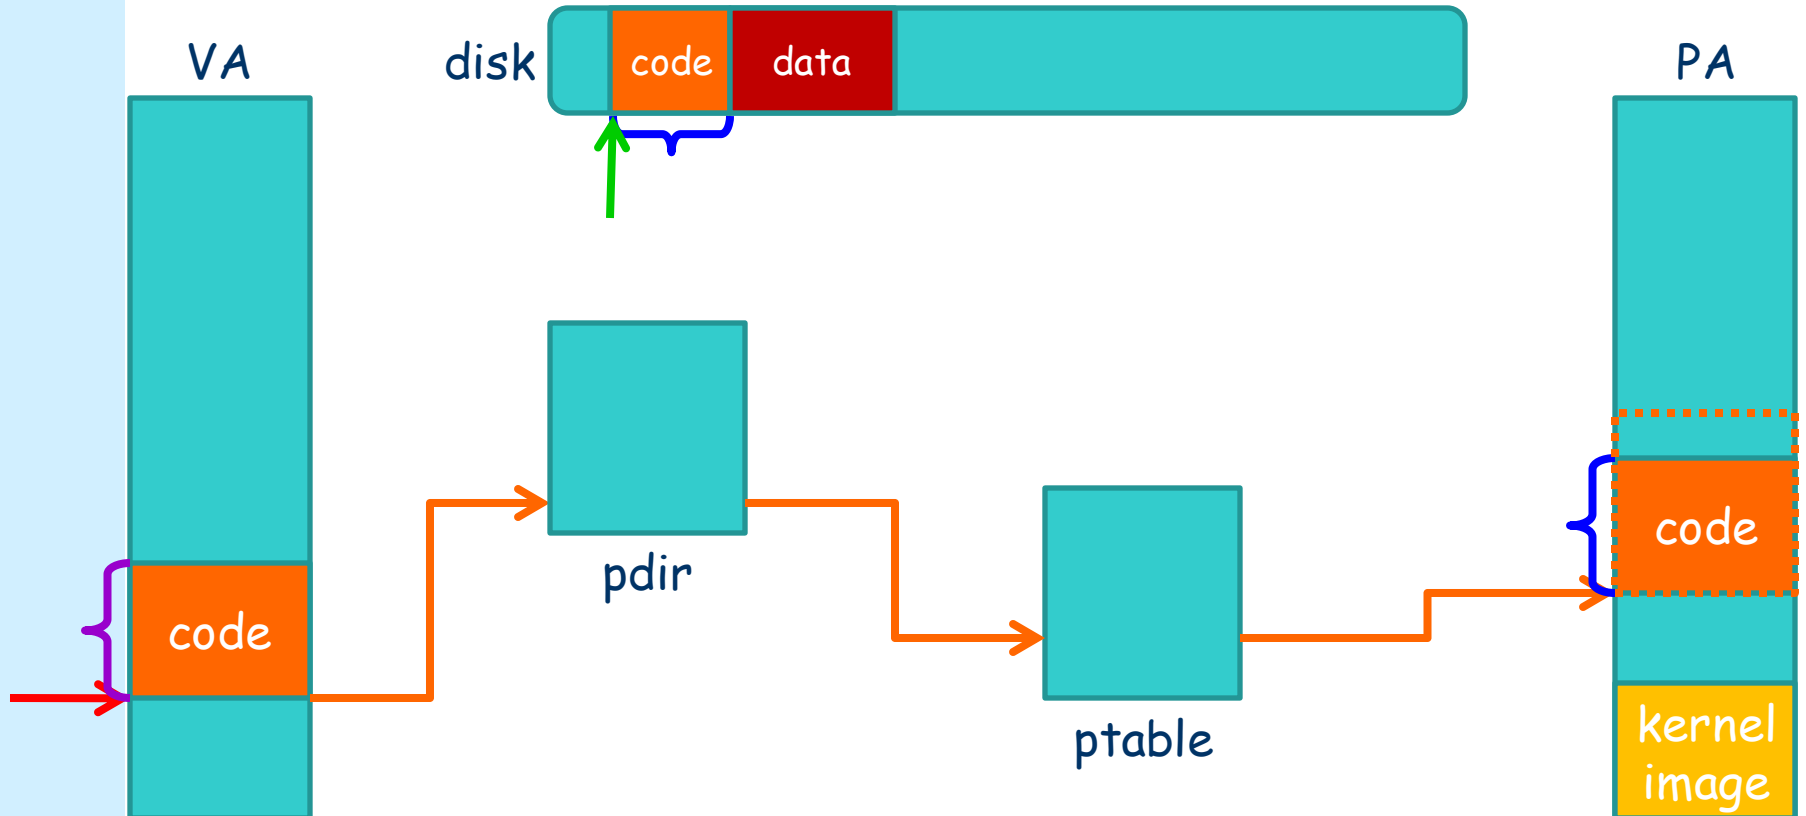 VA
disk
code
data
PA
pdir
code
code
ptable
kernel
image